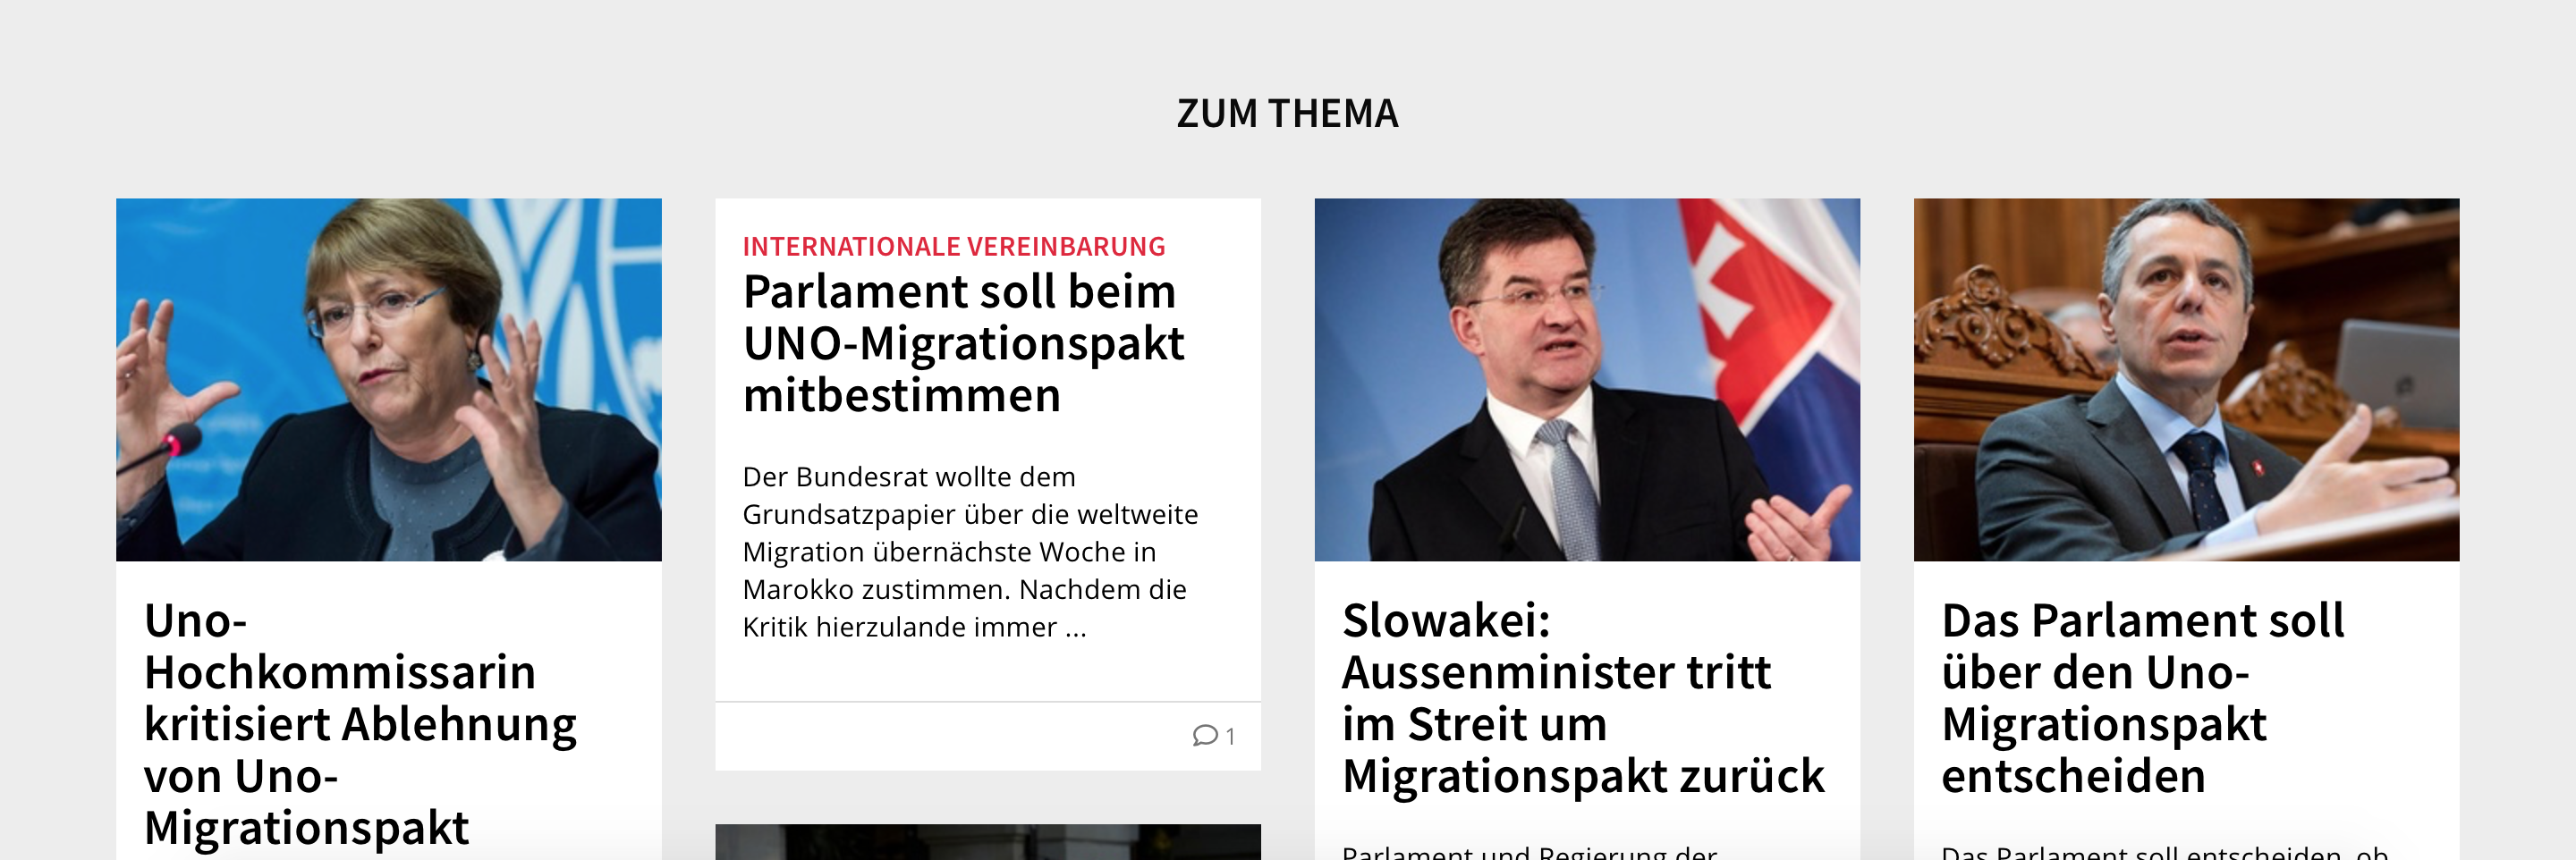 ZUM THEMA
Uno-
Hochkommissarin
kritisiert Ablehnung
von Uno-
Migrationspakt
INTERNATIONALE VEREINBARUNG
Parlament soll beim
UNO-Migrationspakt
mitbestimmen
Der Bundesrat wollte dem
Grundsatzpapier über die weltweite
Migration übernächste Woche in
Marokko zustimmen. Nachdem die
Kritik hierzulande immer ...
1
Slowakei:
Aussenminister tritt
im Streit um
Migrationspakt zurück
Parlament und Regierung der
Das Parlament soll
über den Uno-
Migrationspakt
entscheiden
Das Parlament soll entscheiden, ob